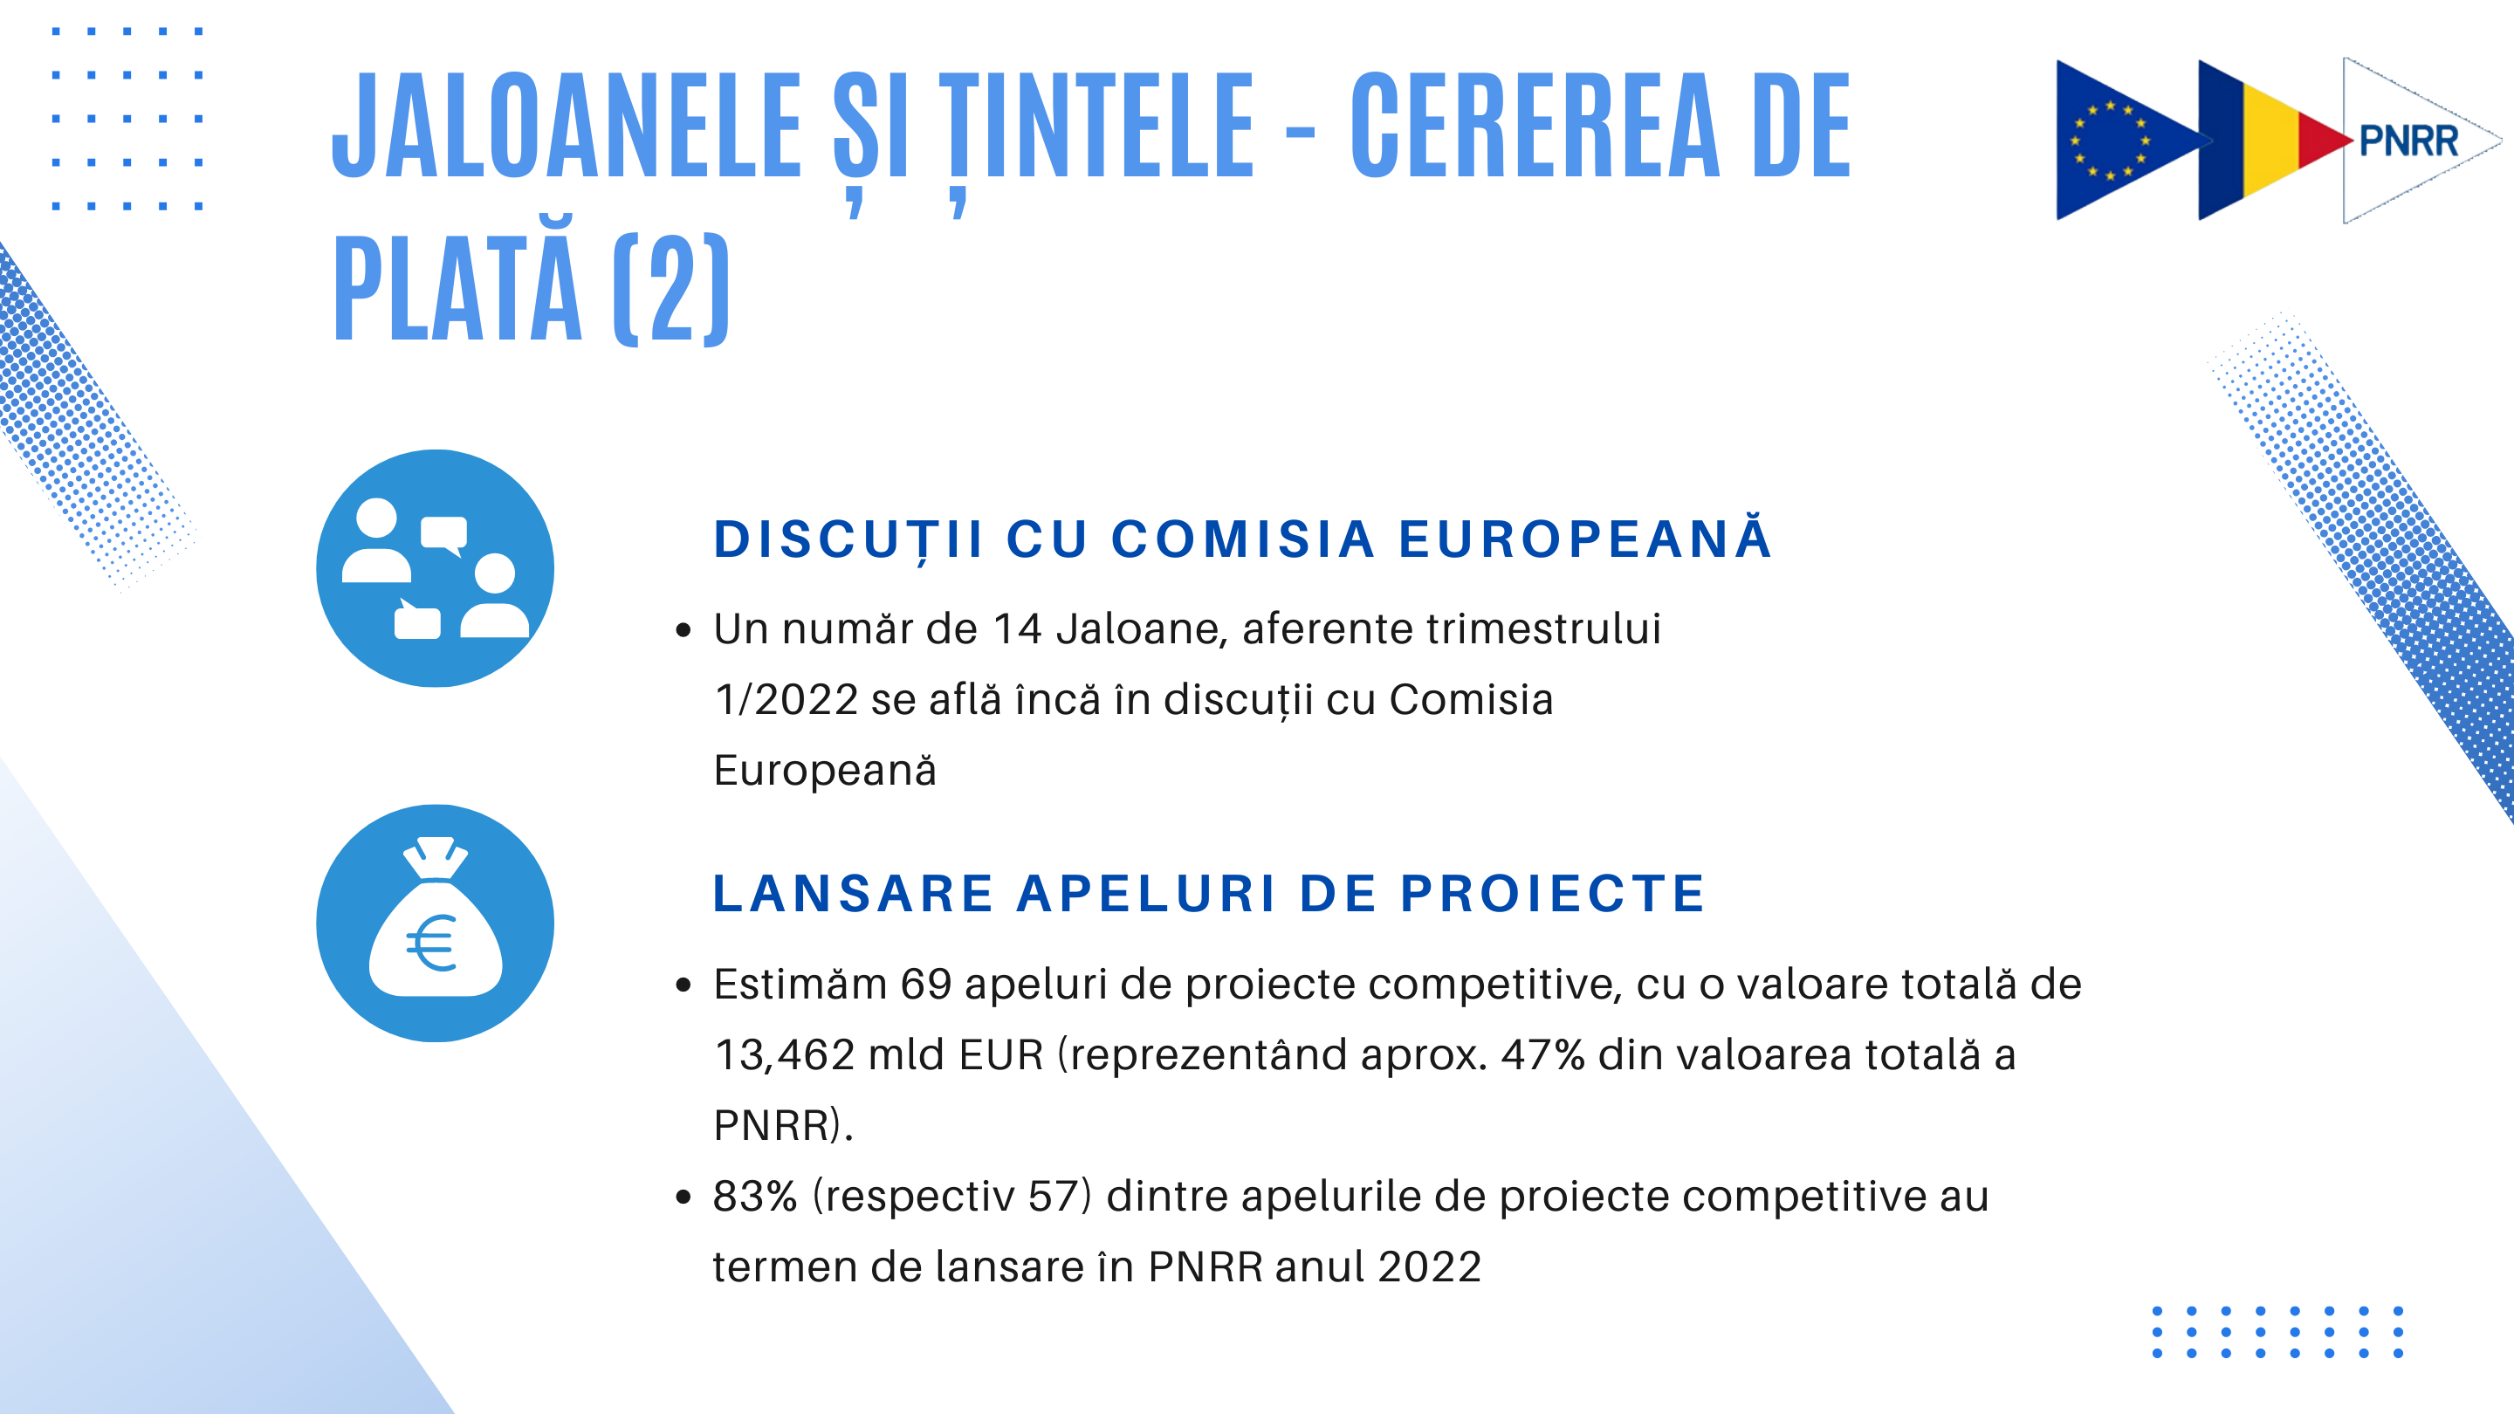 JALOANELE ȘI ȚINTELE - CEREREA DE
PLATĂ (2)
PNRR
DISCUȚII CU COMISIA EUROPEANĂ
• Un număr de 14 Jaloane, aferente trimestrului
1/2022 se află încă în discuții cu Comisia
Europeană
LANSARE APELURI DE PROIECTE
• Estimăm 69 apeluri de proiecte competitive, cu o valoare totală de
13,462 mld EUR (reprezentând aprox. 47% din valoarea totală a
PNRR).
• 83% (respectiv 57) dintre apelurile de proiecte competitive au
termen de lansare în PNRR anul 2022